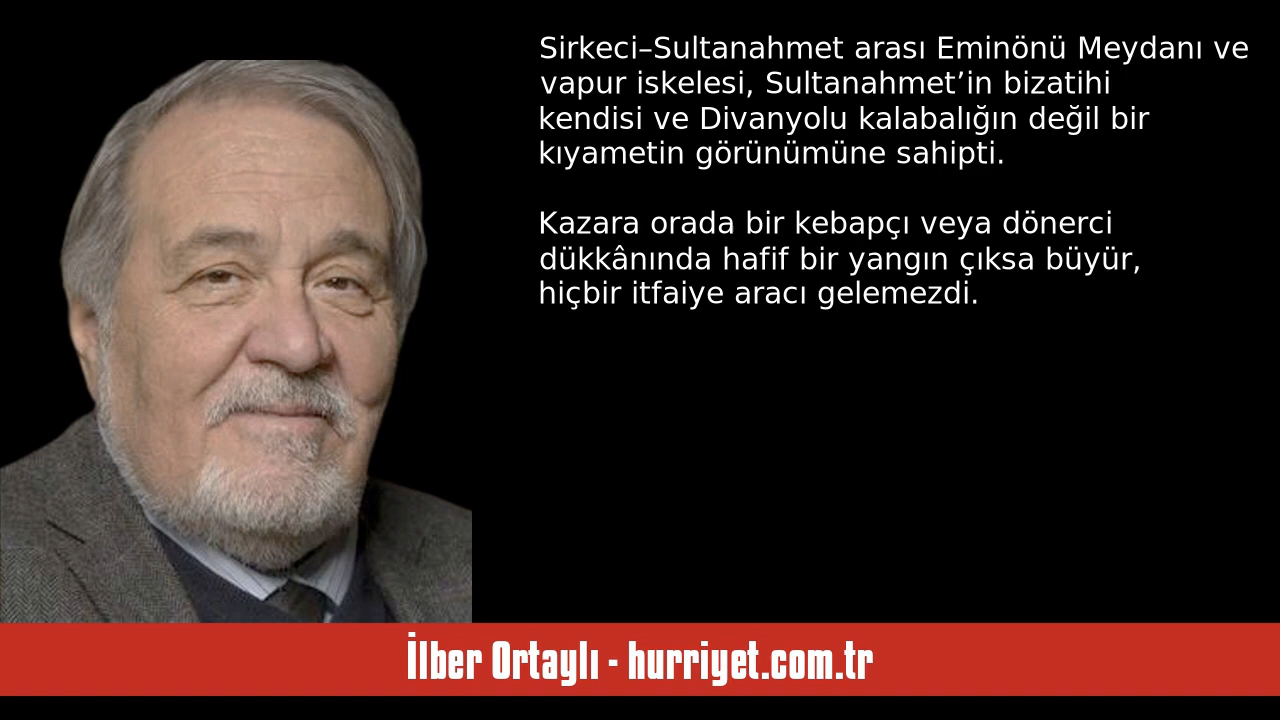 Sirkeci–Sultanahmet arası Eminönü Meydanı ve
vapur iskelesi, Sultanahmet’in bizatihi
kendisi ve Divanyolu kalabalığın değil bir
kıyametin görünümüne sahipti.
Kazara orada bir kebapçı veya dönerci
dükkânında hafif bir yangın çıksa büyür,
hiçbir itfaiye aracı gelemezdi.
İlber Ortaylı - hurriyet.com.tr